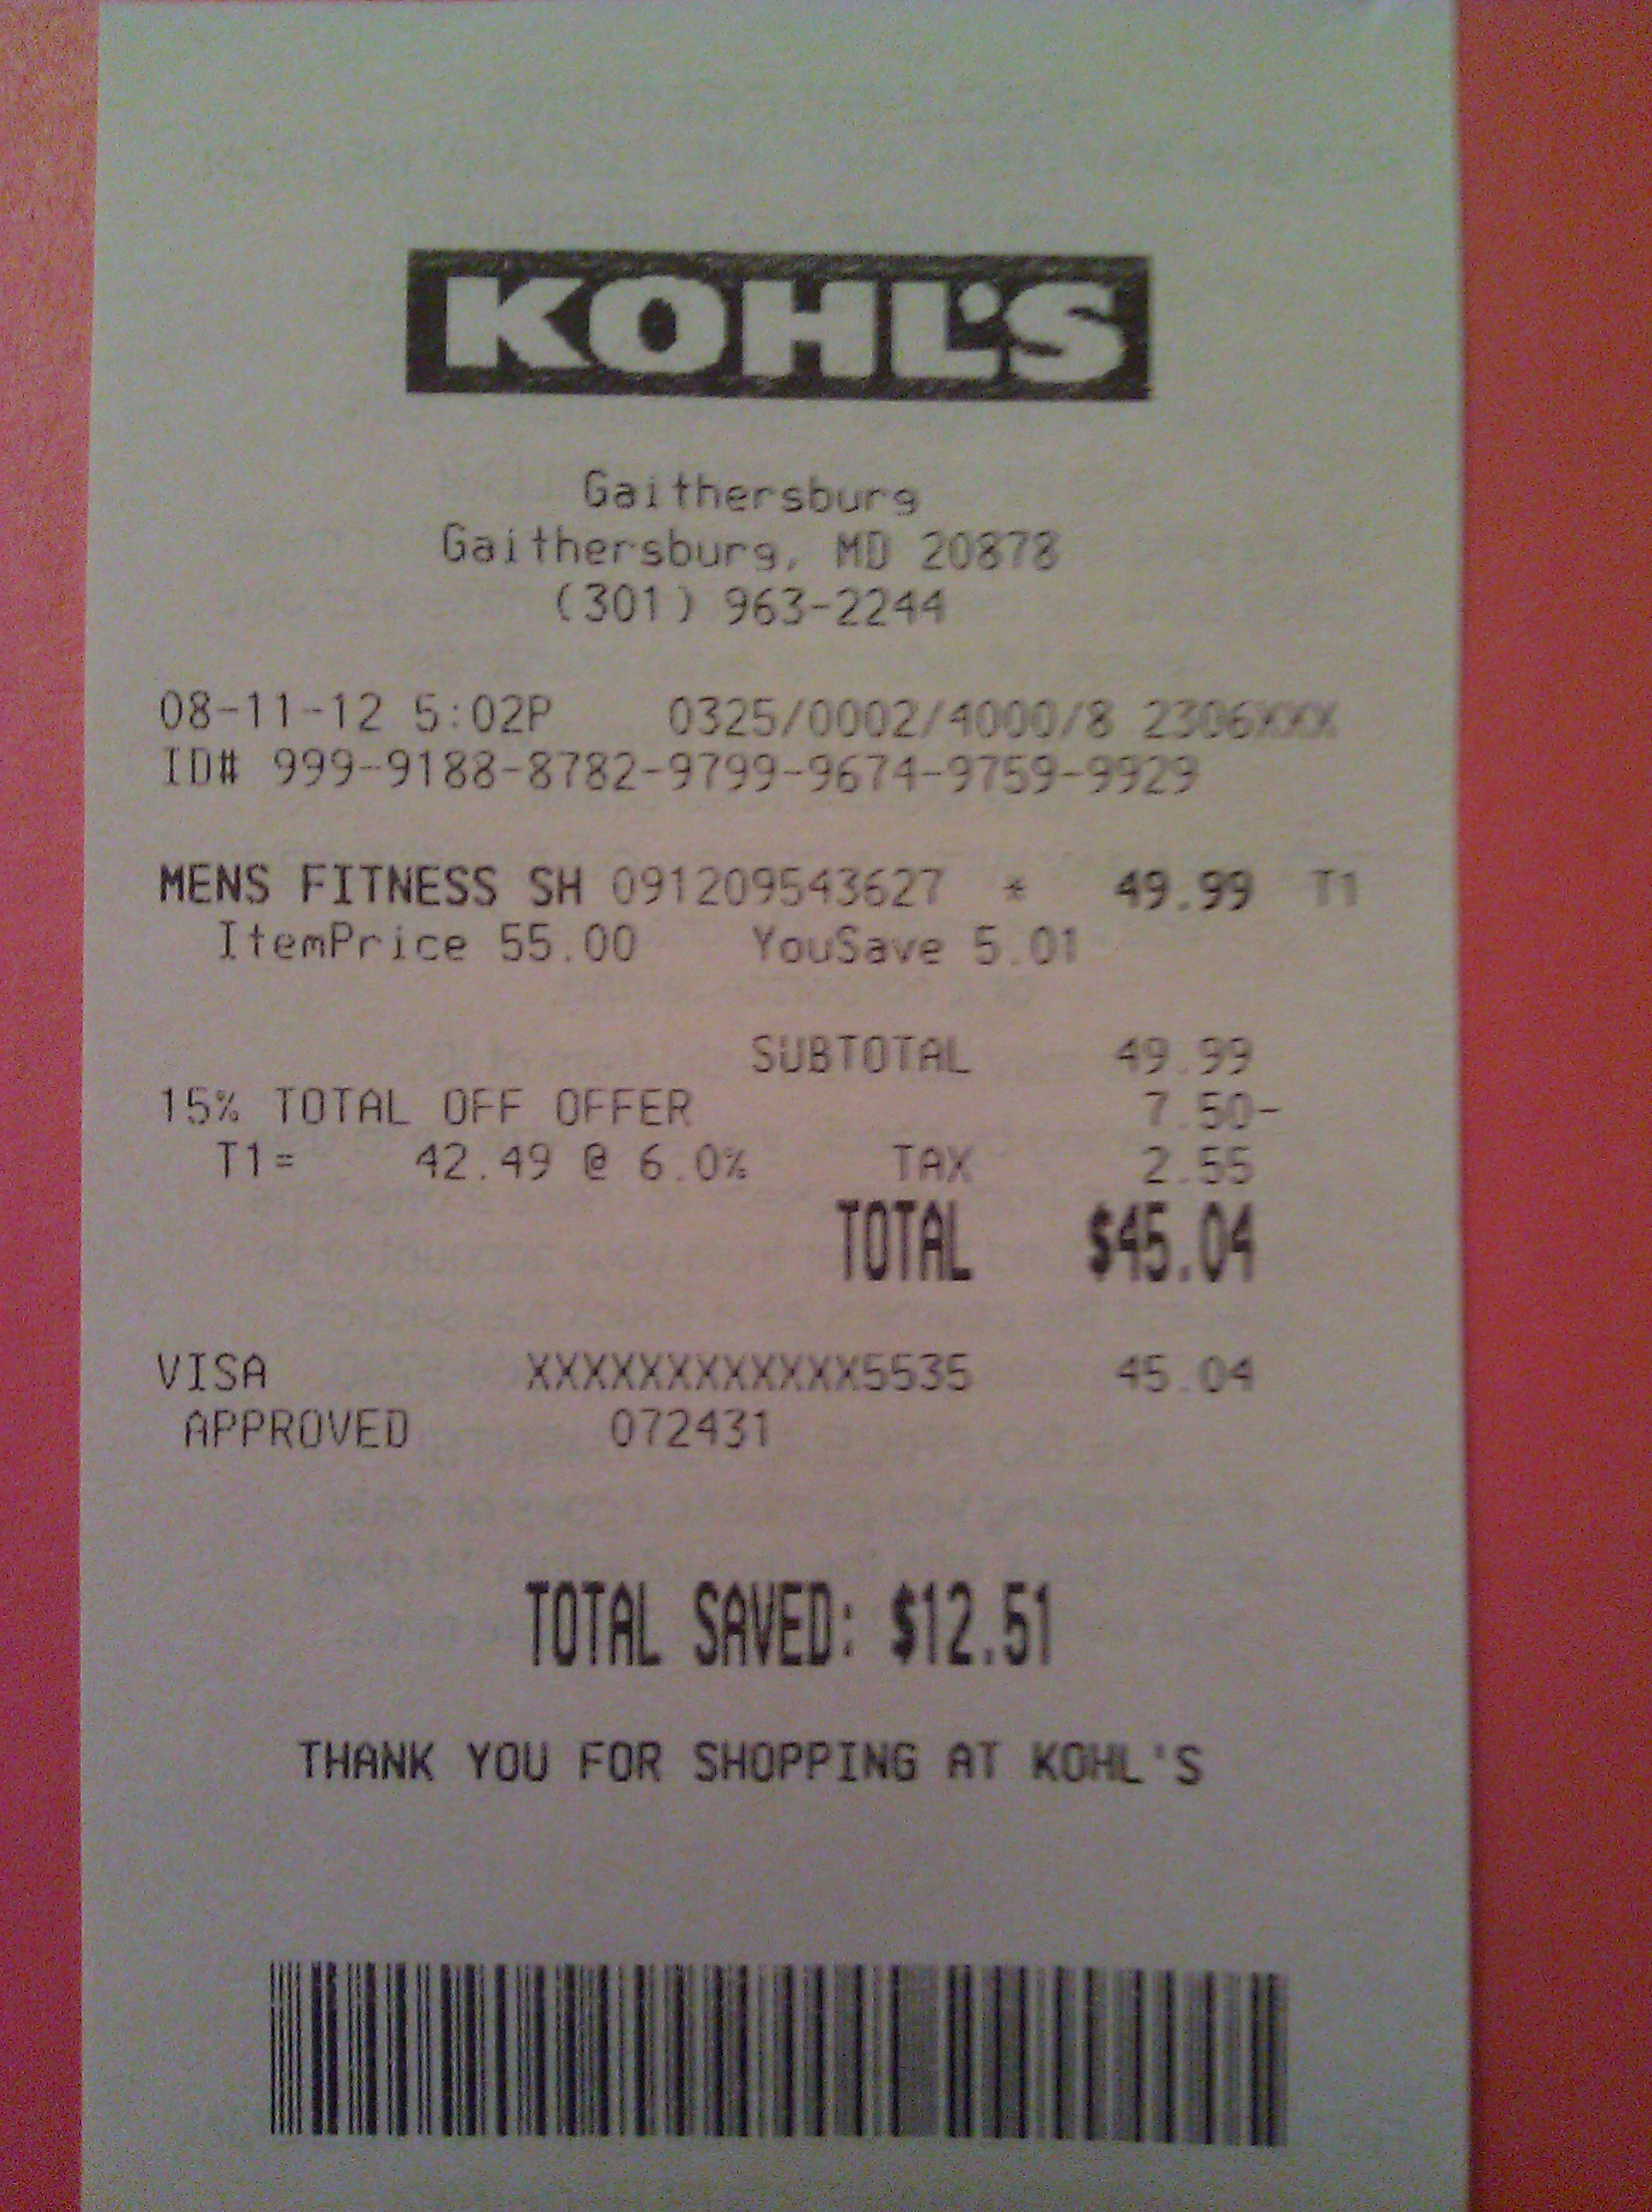 KOHL'S
Gaithersburg
Gaithersburg, MD 20878
(301) 963-2244
08-11-12 5:02P 0325/0002/4000/8 2306XXX
ID# 999-9188-8782-9799-9674-9759-9929
MENS FITNESS SH 091209543627 * 49.99 T1
ItemPrice 55.00 YouSave 5.01
SUBTOTAL 49.99
15% TOTAL OFF OFFER 7.50-
T1= 42.49 @ 6.0% TAX 2.55
TOTAL $45.04
VISA XXXXXXXXXXXX5535 45.04
APPROVED 072431
TOTAL SAVED: $12.51
THANK YOU FOR SHOPPING AT KOHL'S